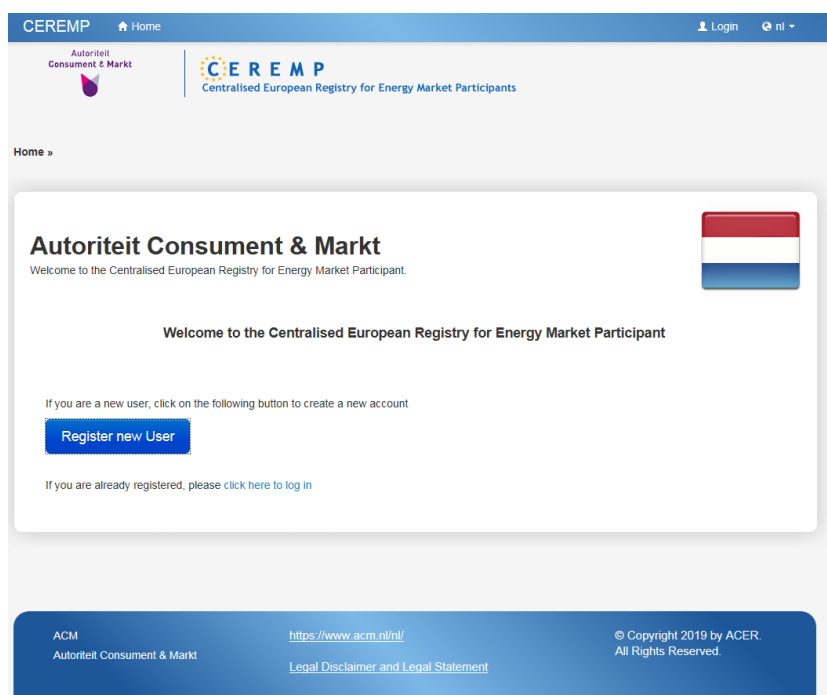 CEREMP Home Login nl
Autoriteit
Consument & Markt
CEREMP
Centralised European Registry for Energy Market Participants
Home »
Autoriteit Consument & Markt
Welcome to the Centralised European Registry for Energy Market Participant.
Welcome to the Centralised European Registry for Energy Market Participant
If you are a new user, click on the following button to create a new account
Register new User
If you are already registered, please click here to log in
ACM
Autoriteit Consument & Markt
https://www.acm.nl/nl/
Legal Disclaimer and Legal Statement
© Copyright 2019 by ACER.
All Rights Reserved.